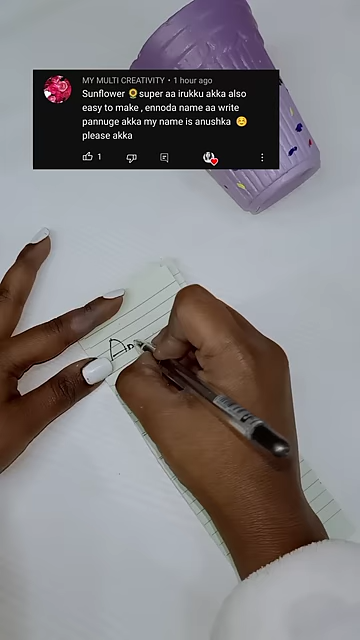 MY MULTI CREATIVITY • 1 hour ago
Sunflower 🌻super aa irukku akka also
easy to make , ennoda name aa write
pannuge akka my name is anushka ☺️
please akka
1
An